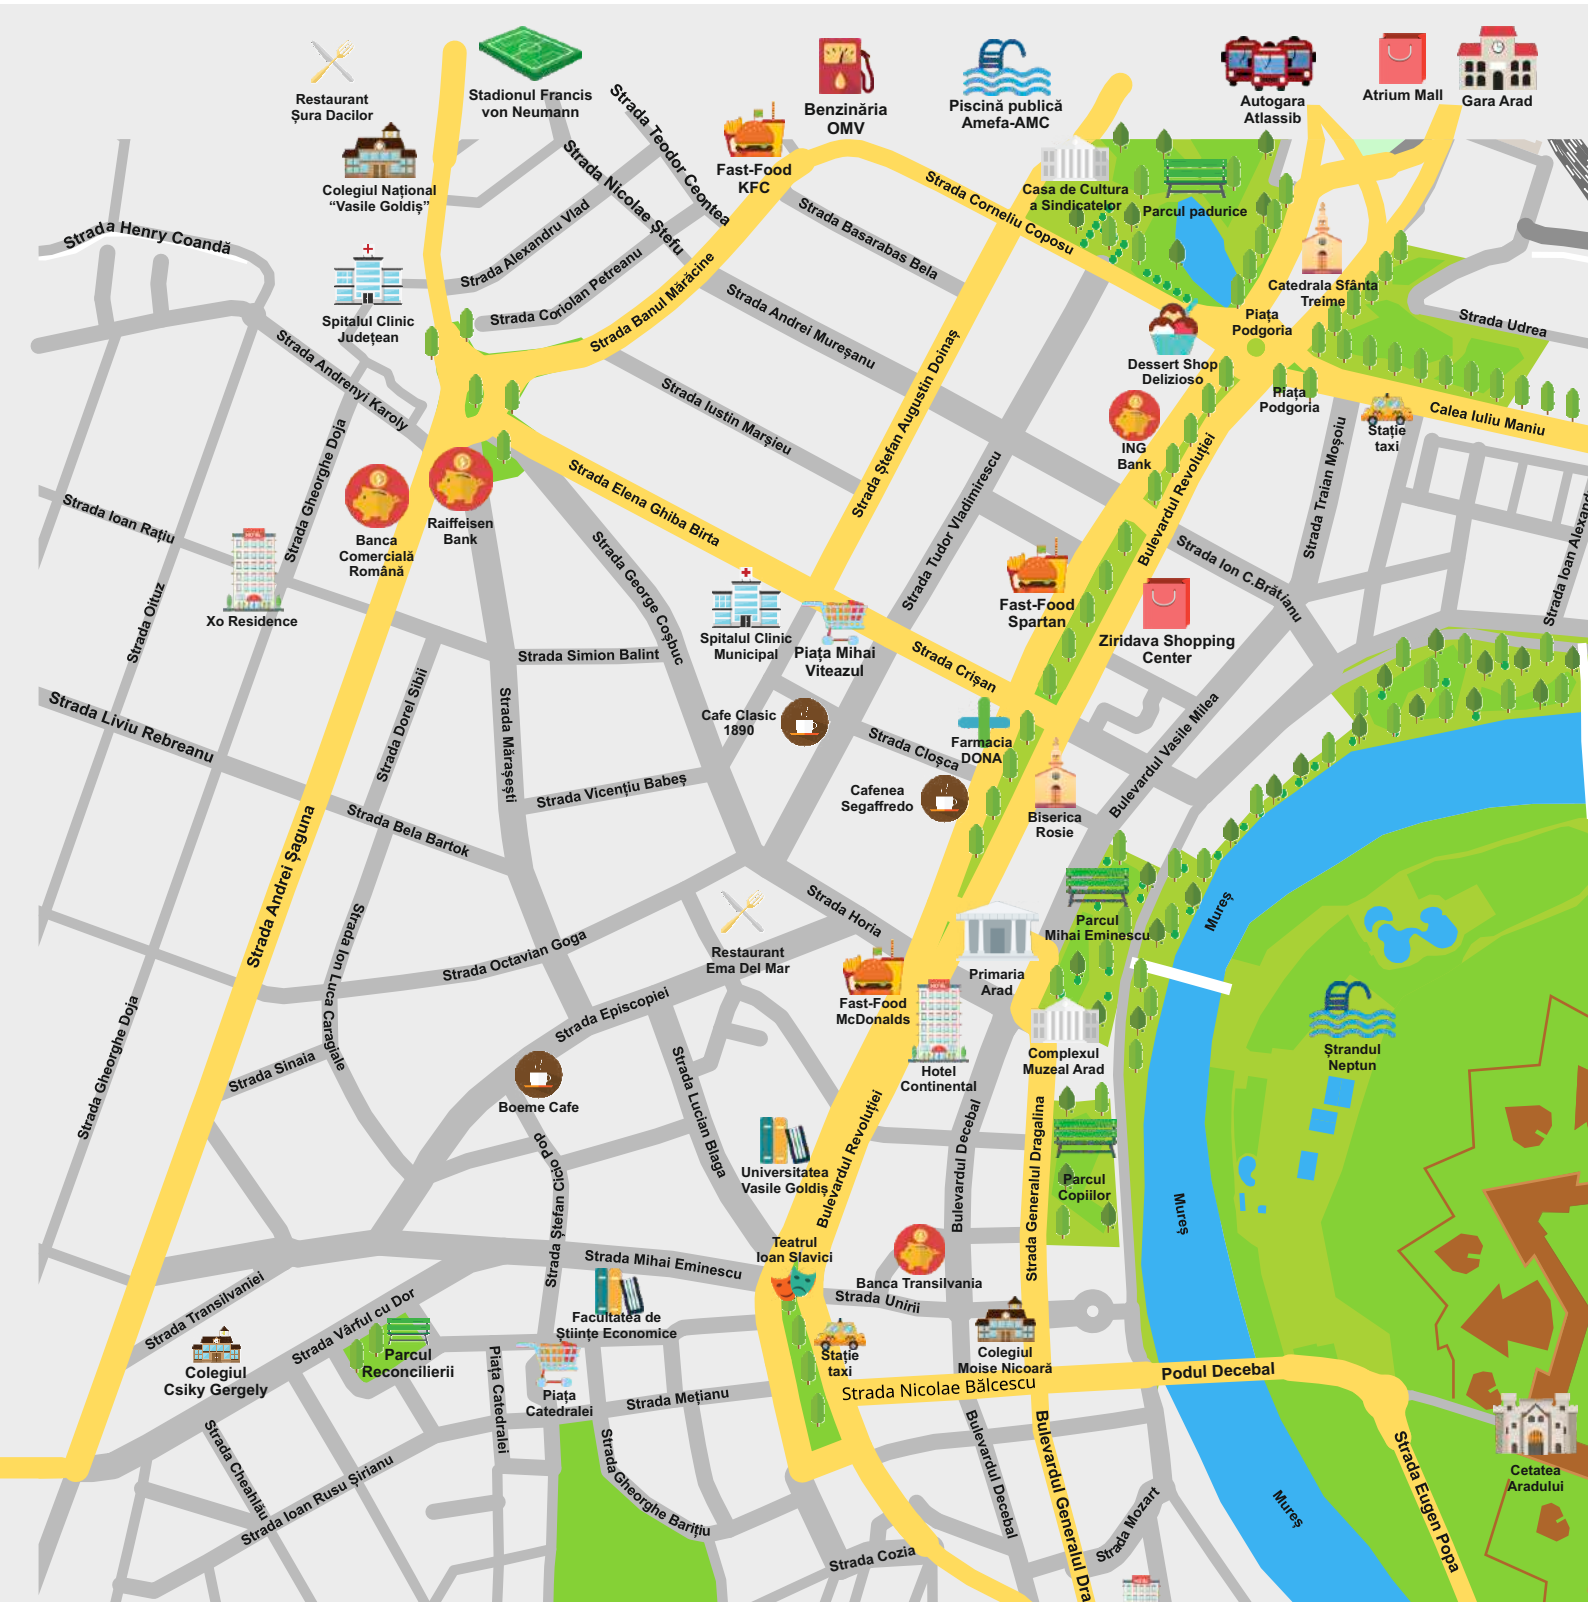 Restaurant
Șura Dacilor
Stadionul Francis
von Neumann
Benzinăria
OMV
Piscină publică
Amefa-AMC
Autogara
Atlassib
Atrium Mall
Gara Arad
Colegiul Național
“Vasile Goldiș”
Strada Teodor Ceontea
Strada Nicolae Ștefu
Fast-Food
KFC
Strada Corneliu Coposu
Casa de Cultura
a Sindicatelor
Parcul padurice
Strada Henry Coandă
Strada Alexandru Vlad
Strada Basarabas Bela
Spitalul Clinic
Județean
Strada Coriolan Petreanu
Strada Banul Mărăcine
Strada Andrei Mureșanu
Catedrala Sfânta
Treime
Piața
Podgoria
Strada Udrea
Strada Andrenyi Karoly
Strada Iustin Marșieu
Strada Ștefan Augustin Doinaș
Dessert Shop
Delizioso
Piața
Podgoria
Stație
taxi
Calea Iuliu Maniu
Strada Gheorghe Doja
ING
Bank
Bulevardul Revoluției
Strada Traian Moșoiu
Strada Ioan Rațiu
Banca
Comercială
Română
Raiffeisen
Bank
Strada Elena Ghiba Birta
Strada Tudor Vladimirescu
Strada Ion C.Brătianu
Strada Ioan Alexand
Xo Residence
Strada Oituz
Strada George Coșbuc
Spitalul Clinic
Municipal
Piața Mihai
Viteazul
Fast-Food
Spartan
Ziridava Shopping
Center
Strada Simion Balint
Strada Crișan
Strada Liviu Rebreanu
Strada Dorel Sibii
Strada Mărășești
Cafe Clasic
1890
Strada Cloșca
Farmacia
DONA
Bulevardul Vasile Milea
Strada Vicențiu Babeș
Cafenea
Segaffredo
Biserica
Rosie
Strada Andrei Șaguna
Strada Bela Bartok
Strada Horia
Parcul
Mihai Eminescu
Mureș
Strada Ion Luca Caragiale
Strada Octavian Goga
Restaurant
Ema Del Mar
Primaria
Arad
Strada Gheorghe Doja
Strada Episcopiei
Fast-Food
McDonalds
Hotel
Continental
Complexul
Muzeal Arad
Ștrandul
Neptun
Strada Sinaia
Boeme Cafe
Strada Lucian Blaga
Strada Ștefan Cicio Pop
Universitatea
Vasile Goldiș
Bulevardul Revoluției
Bulevardul Decebal
Strada Generalul Dragalina
Parcul
Copiilor
Mureș
Teatrul
Ioan Slavici
Strada Mihai Eminescu
Banca Transilvania
Strada Unirii
Strada Transilvaniei
Strada Vârful cu Dor
Facultatea de
Științe Economice
Colegiul
Csiky Gergely
Parcul
Reconcilierii
Piața Catedralei
Piața
Catedralei
Strada Mețianu
Stație
taxi
Colegiul
Moise Nicoară
Strada Nicolae Bălcescu
Podul Decebal
Strada Cheahlău
Strada Ioan Rusu Șirianu
Strada Gheorghe Barițiu
Strada Cozia
Bulevardul Decebal
Bulevardul Generalul Dra
Strada Mozart
Mureș
Strada Eugen Popa
Cetatea
Aradului